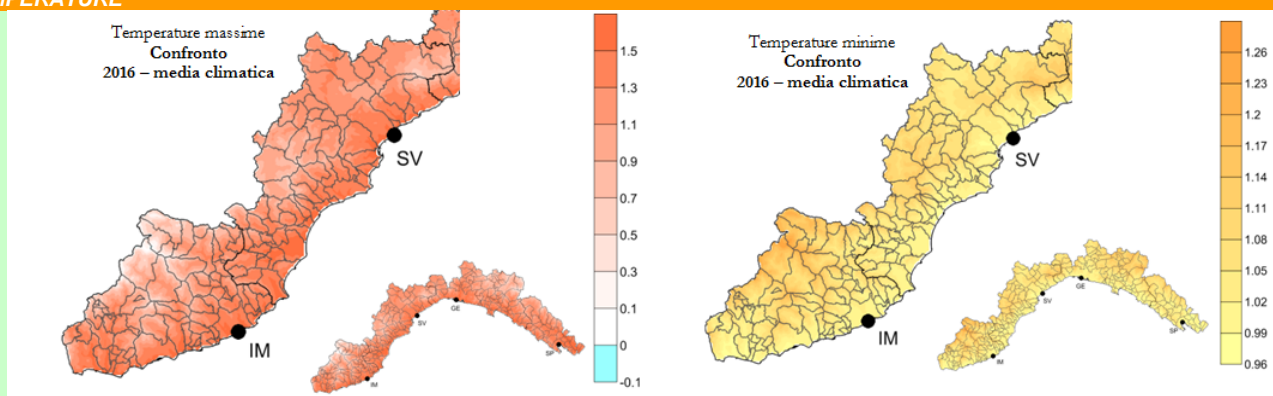 Temperature massime
Confronto
2016 – media climatica
1.5
1.3
1.1
0.9
0.7
0.5
0.3
0.1
0
-0.1
SV
IM
GE
SV
SP
IM
Temperature minime
Confronto
2016 – media climatica
1.26
1.23
1.2
1.17
1.14
1.11
1.08
1.05
1.02
0.99
0.96
SV
IM
GE
SV
SP
IM